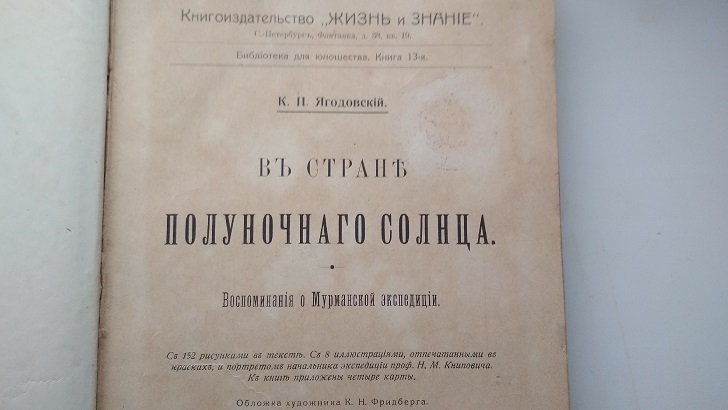 Книгоиздательство „ЖИЗНЬ и ЗНАНІЕ".
С.-Петербургъ, Фонтанка, д. 38, кв. 19.
Библіотека для юношества. Книга 13-я.
К. П. Ягодовскій.
ВЪ СТРАНѢ
ПОЛУНОЧНАГО СОЛНЦА.
Воспоминанія о Мурманской экспедиціи.
Съ 152 рисунками въ текстѣ. Съ 8 иллюстраціями, отпечатанными въ
краскахъ, и портретомъ начальника экспедиціи проф. Н. М. Книповича.
Къ книгѣ приложены четыре карты.
Обложка художника К. Н. Фридберга.